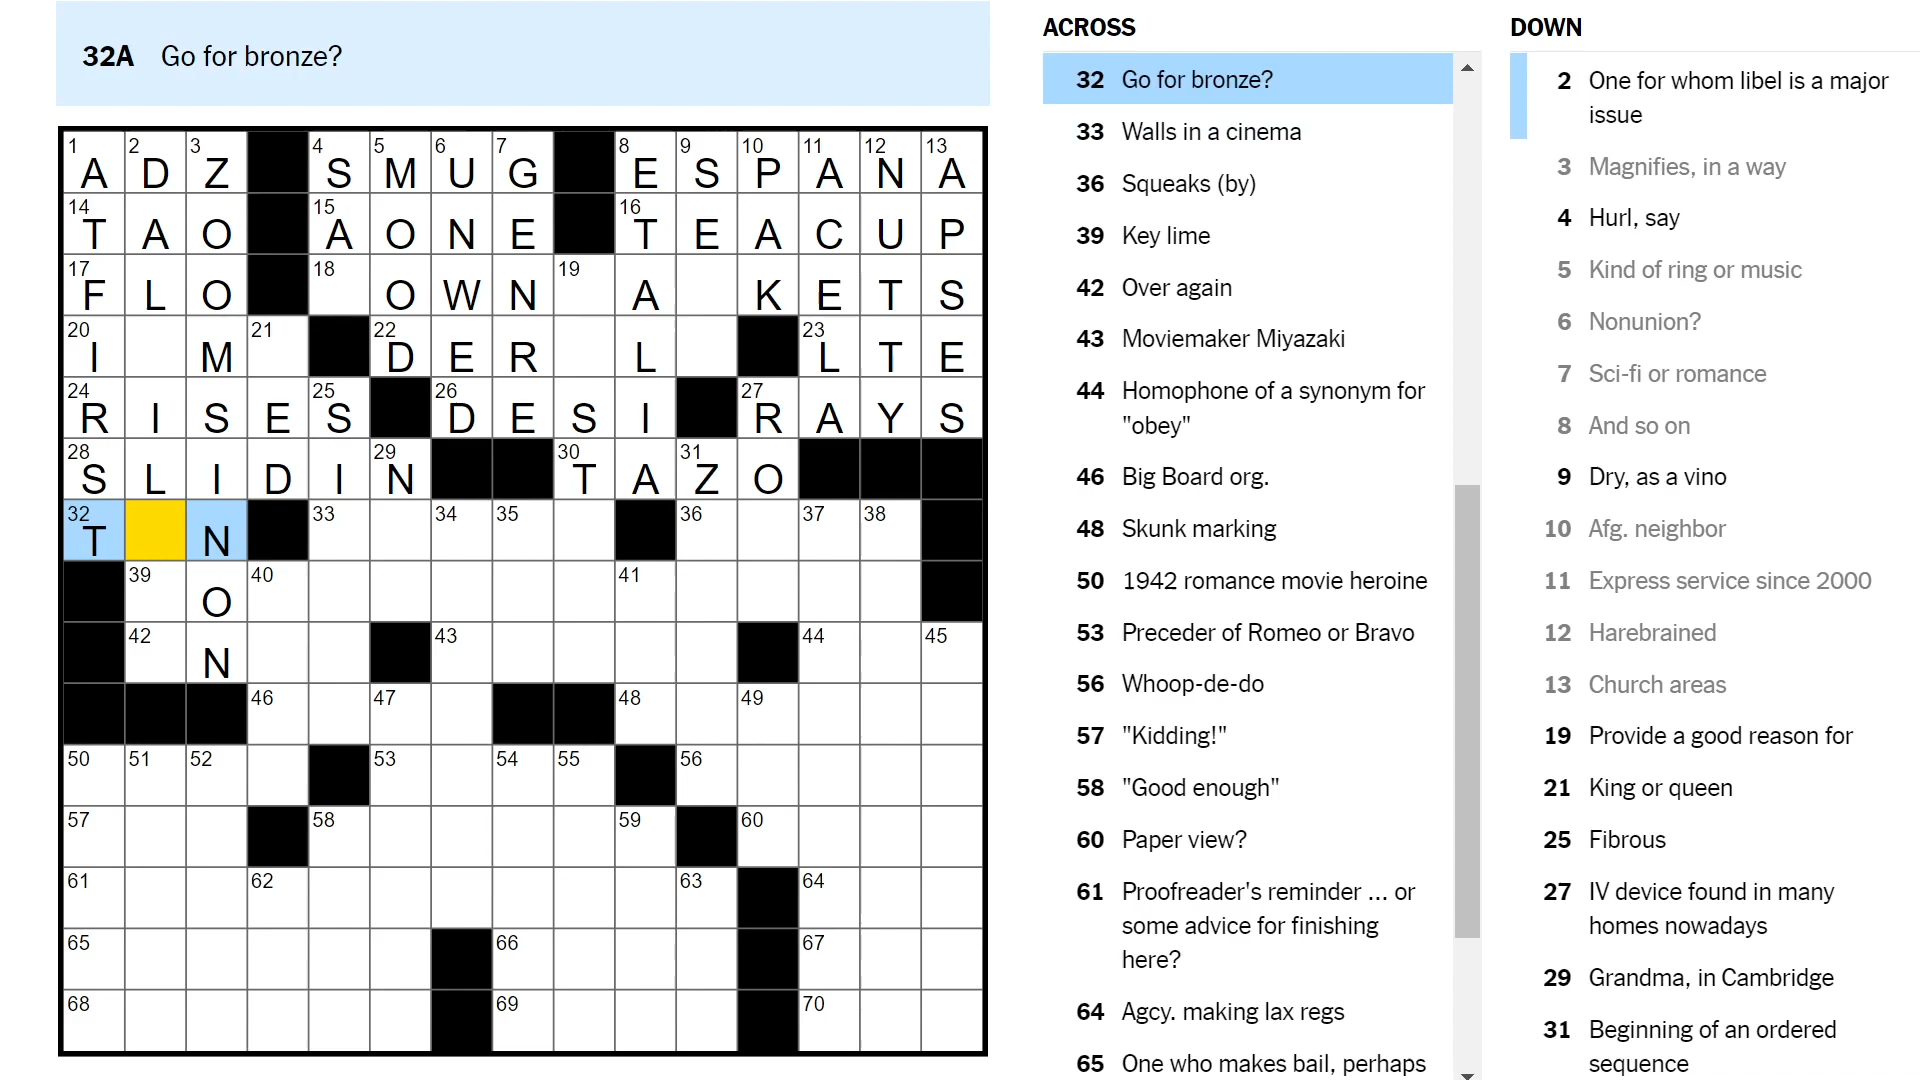 32A Go for bronze?
1 2 3 4 5 6 7 8 9 10 11 12 13
A D Z S M U G E S P A N A
14 15 16
T A O A O N E T E A C U P
17 18 19
F L O O W N A K E T S
20 21 22 23
I M D E R L L T E
24 25 26 27
R I S E S D E S I R A Y S
28 29 30 31
S L I D I N T A Z O
32 33 34 35 36 37 38
T N
39 40 41
O
42 43 44 45
N
46 47 48 49
50 51 52 53 54 55 56
57 58 59 60
61 62 63 64
65 66 67
68 69 70
ACROSS
32 Go for bronze?
33 Walls in a cinema
36 Squeaks (by)
39 Key lime
42 Over again
43 Moviemaker Miyazaki
44 Homophone of a synonym for
"obey"
46 Big Board org.
48 Skunk marking
50 1942 romance movie heroine
53 Preceder of Romeo or Bravo
56 Whoop-de-do
57 "Kidding!"
58 "Good enough"
60 Paper view?
61 Proofreader's reminder ... or
some advice for finishing
here?
64 Agcy. making lax regs
65 One who makes bail, perhaps
DOWN
2 One for whom libel is a major
issue
3 Magnifies, in a way
4 Hurl, say
5 Kind of ring or music
6 Nonunion?
7 Sci-fi or romance
8 And so on
9 Dry, as a vino
10 Afg. neighbor
11 Express service since 2000
12 Harebrained
13 Church areas
19 Provide a good reason for
21 King or queen
25 Fibrous
27 IV device found in many
homes nowadays
29 Grandma, in Cambridge
31 Beginning of an ordered
sequence